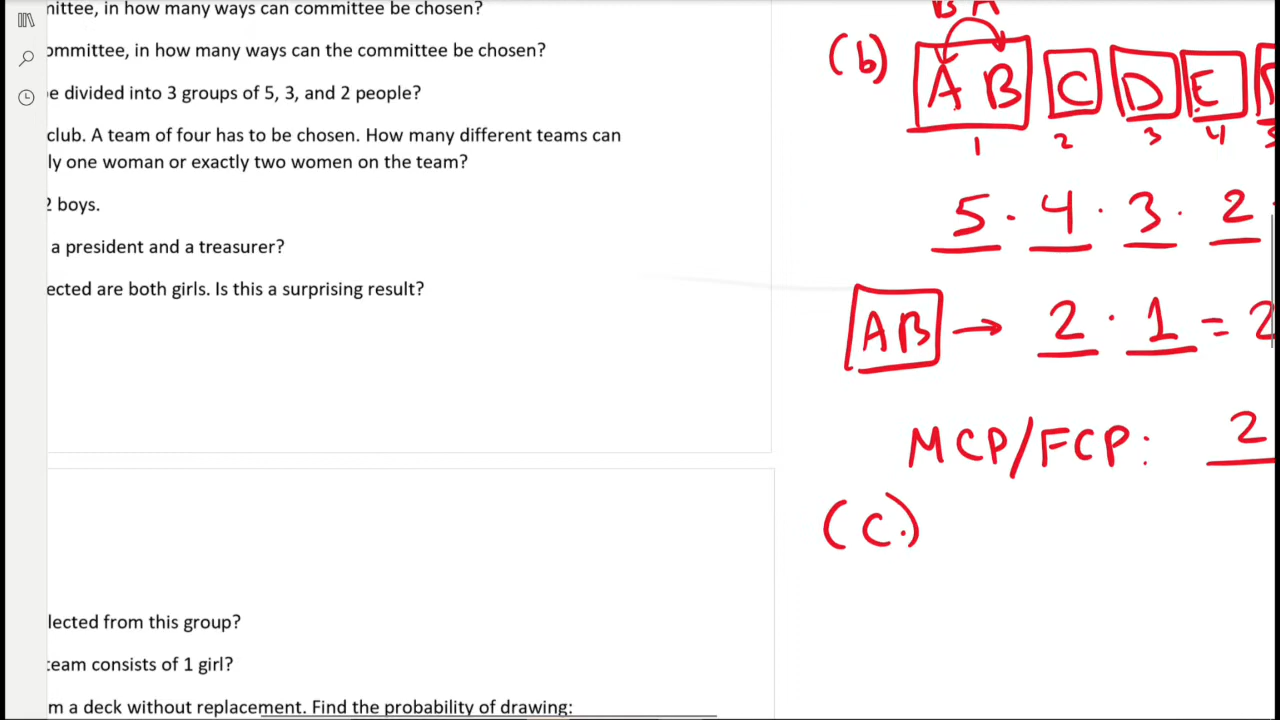 mittee, in how many ways can committee be chosen?
ommittee, in how many ways can the committee be chosen?
e divided into 3 groups of 5, 3, and 2 people?
club. A team of four has to be chosen. How many different teams can
ly one woman or exactly two women on the team?
2 boys.
a president and a treasurer?
ected are both girls. Is this a surprising result?
lected from this group?
team consists of 1 girl?
m a deck without replacement. Find the probability of drawing:
B A
(b) A B C D E
1 2 3 4 5
5 · 4 · 3 · 2 ·
AB → 2 · 1 = 2
MCP/FCP: 2
(c.)